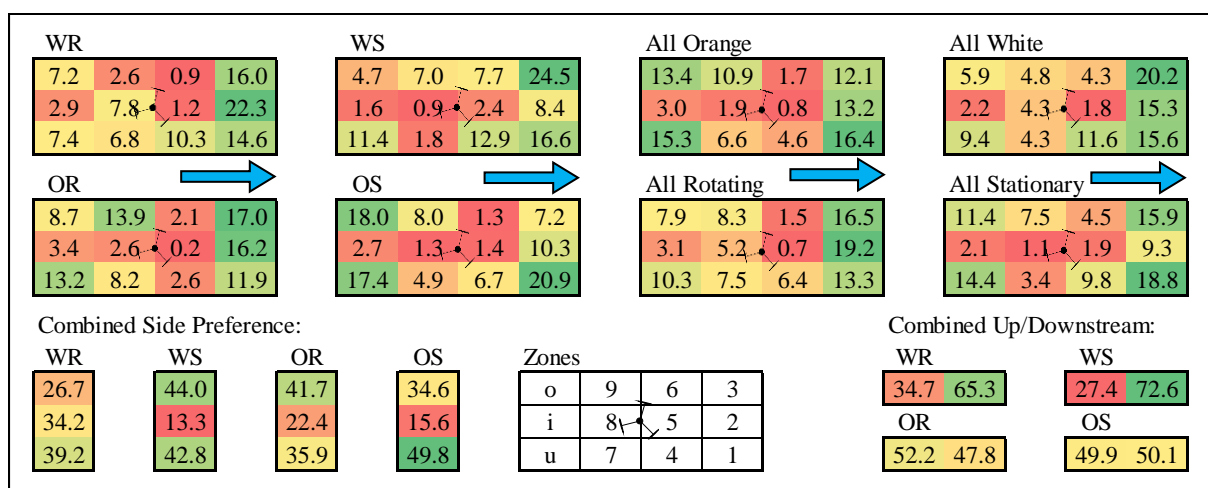 WR WS All Orange All White
7.2 2.6 0.9 16.0 4.7 7.0 7.7 24.5 13.4 10.9 1.7 12.1 5.9 4.8 4.3 20.2
2.9 7.8 1.2 22.3 1.6 0.9 2.4 8.4 3.0 1.9 0.8 13.2 2.2 4.3 1.8 15.3
7.4 6.8 10.3 14.6 11.4 1.8 12.9 16.6 15.3 6.6 4.6 16.4 9.4 4.3 11.6 15.6
OR OS All Rotating All Stationary
8.7 13.9 2.1 17.0 18.0 8.0 1.3 7.2 7.9 8.3 1.5 16.5 11.4 7.5 4.5 15.9
3.4 2.6 0.2 16.2 2.7 1.3 1.4 10.3 3.1 5.2 0.7 19.2 2.1 1.1 1.9 9.3
13.2 8.2 2.6 11.9 17.4 4.9 6.7 20.9 10.3 7.5 6.4 13.3 14.4 3.4 9.8 18.8
Combined Side Preference: Combined Up/Downstream:
WR WS OR OS Zones WR WS
26.7 44.0 41.7 34.6 o 9 6 3 34.7 65.3 27.4 72.6
34.2 13.3 22.4 15.6 i 8 5 2 OR OS
39.2 42.8 35.9 49.8 u 7 4 1 52.2 47.8 49.9 50.1